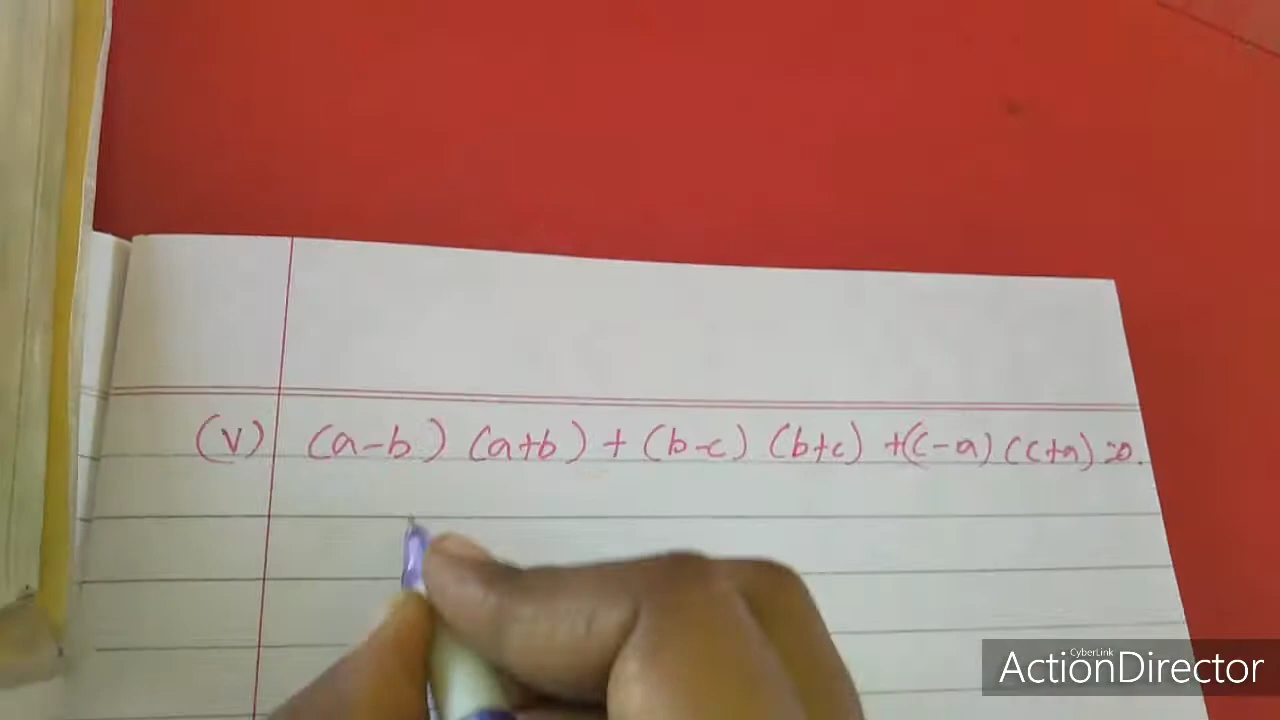 (v) (a-b) (a+b) + (b-c) (b+c) +(c-a) (c+a) =0.
CyberLink
ActionDirector